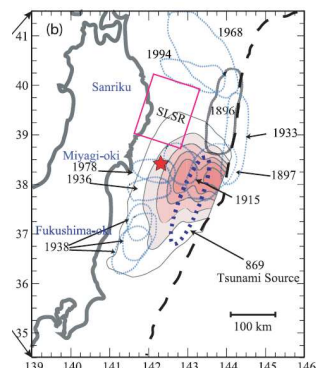 (b)
1968
1994
Sanriku
1896
SLSR
1933
Miyagi-oki
1978
1936
1897
1915
Fukushima-oki
1938
869
Tsunami Source
100 km
41
40
39
38
37
36
35
139 140 141 142 143 144 145 146